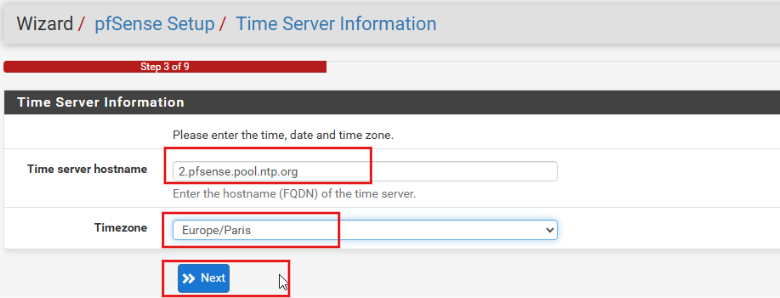 Wizard / pfSense Setup / Time Server Information
Step 3 of 9
Time Server Information
Please enter the time, date and time zone.
Time server hostname
2.pfsense.pool.ntp.org
Enter the hostname (FQDN) of the time server.
Timezone
Europe/Paris
Next